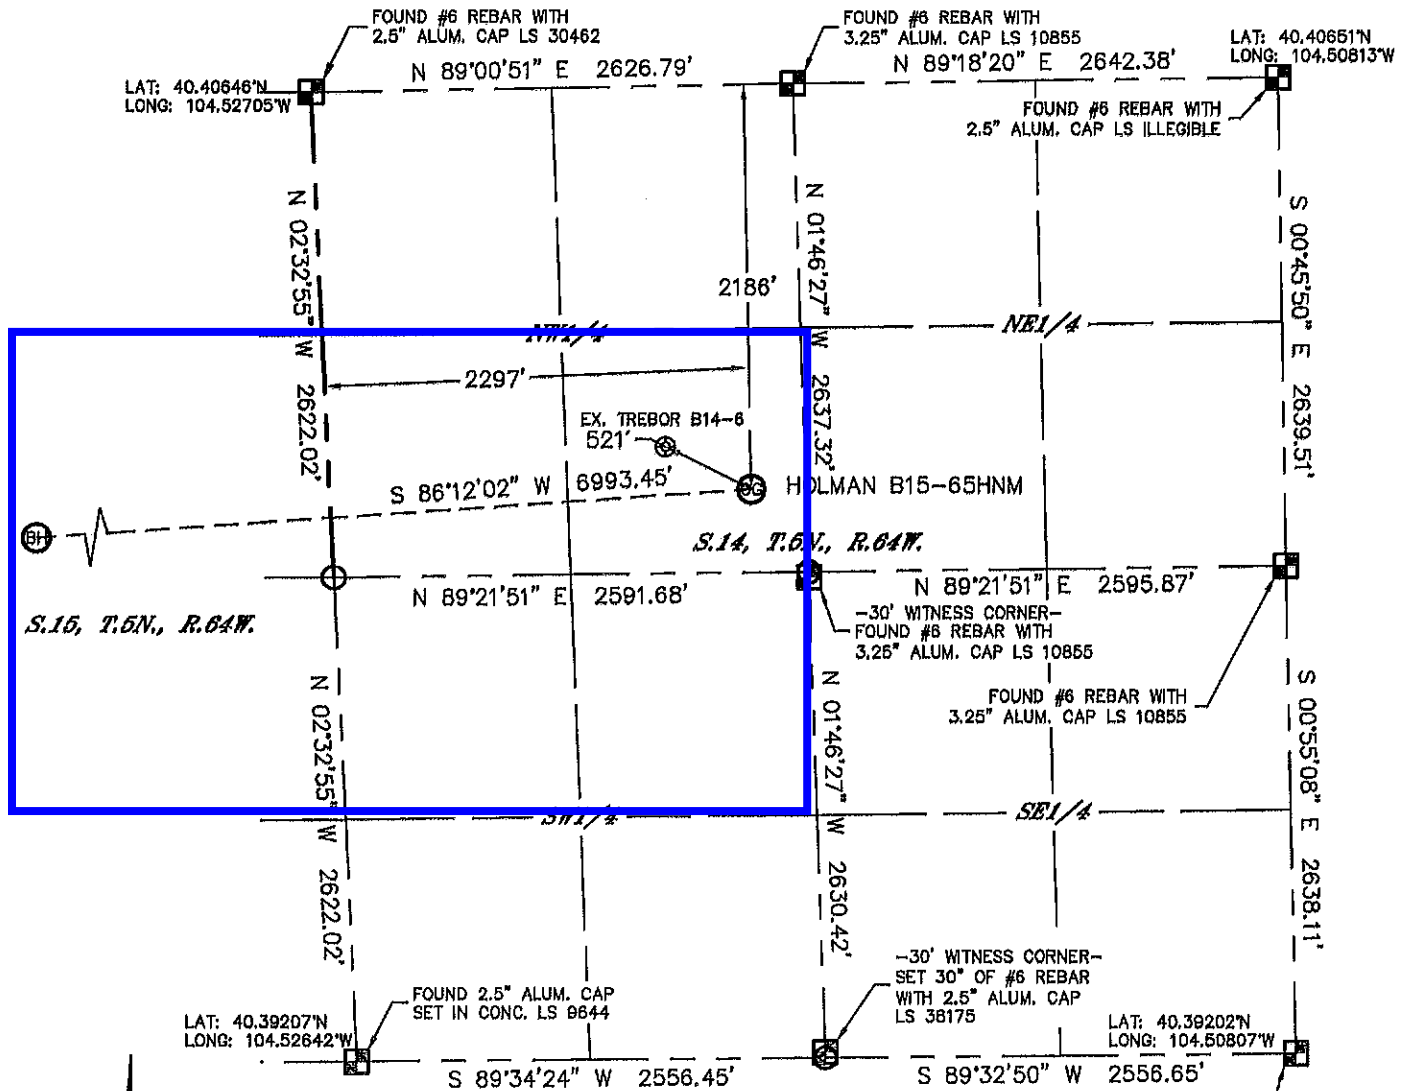 FOUND #6 REBAR WITH
2.5" ALUM. CAP LS 30462
FOUND #6 REBAR WITH
3.25" ALUM. CAP LS 10855
LAT: 40.40651°N
LONG: 104.50813°W
LAT: 40.40646°N
LONG: 104.52705°W
N 89°00'51" E 2626.79'
N 89°18'20" E 2642.38'
FOUND #6 REBAR WITH
2.5" ALUM. CAP LS ILLEGIBLE
N 02°32'55" W 2622.02'
N 01°46'27" W 2637.32'
S 00°45'50" E 2639.51'
2186'
NW1/4
NE1/4
2297'
EX. TREBOR B14-6
521'
S 86°12'02" W 6993.45'
HOLMAN B15-65HNM
BH
S.14, T.5N., R.64W.
N 89°21'51" E 2591.68'
N 89°21'51" E 2595.87'
S.15, T.5N., R.64W.
-30' WITNESS CORNER-
FOUND #6 REBAR WITH
3.25" ALUM. CAP LS 10855
FOUND #6 REBAR WITH
3.25" ALUM. CAP LS 10855
N 02°32'55" W 2622.02'
N 01°46'27" W 2630.42'
S 00°55'08" E 2638.11'
SW1/4
SE1/4
-30' WITNESS CORNER-
SET 30" OF #6 REBAR
WITH 2.5" ALUM. CAP
LS 38175
FOUND 2.5" ALUM. CAP
SET IN CONC. LS 9644
LAT: 40.39207°N
LONG: 104.52642°W
LAT: 40.39202°N
LONG: 104.50807°W
S 89°34'24" W 2556.45'
S 89°32'50" W 2556.65'